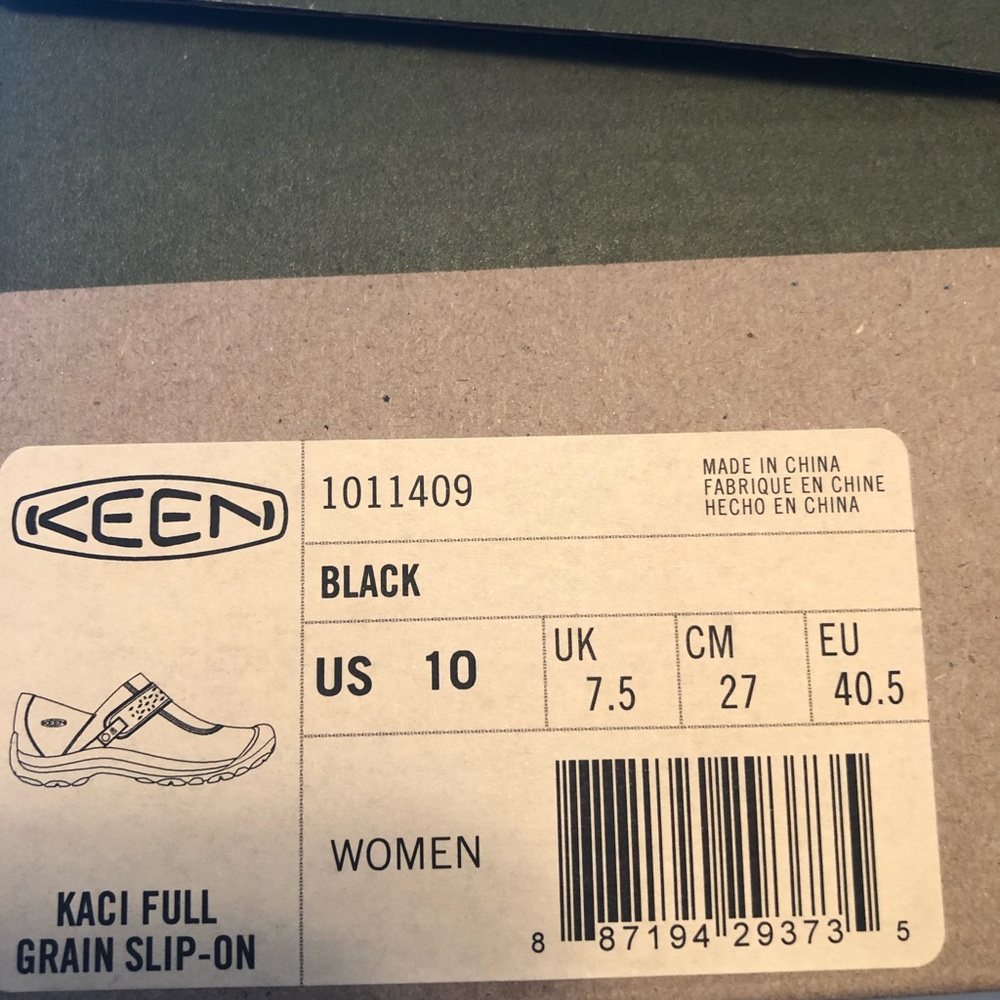 KEEN
1011409
MADE IN CHINA
FABRIQUE EN CHINE
HECHO EN CHINA
BLACK
US 10
UK
7.5
CM
27
EU
40.5
KEEN
WOMEN
KACI FULL
GRAIN SLIP-ON
8 87194 29373 5